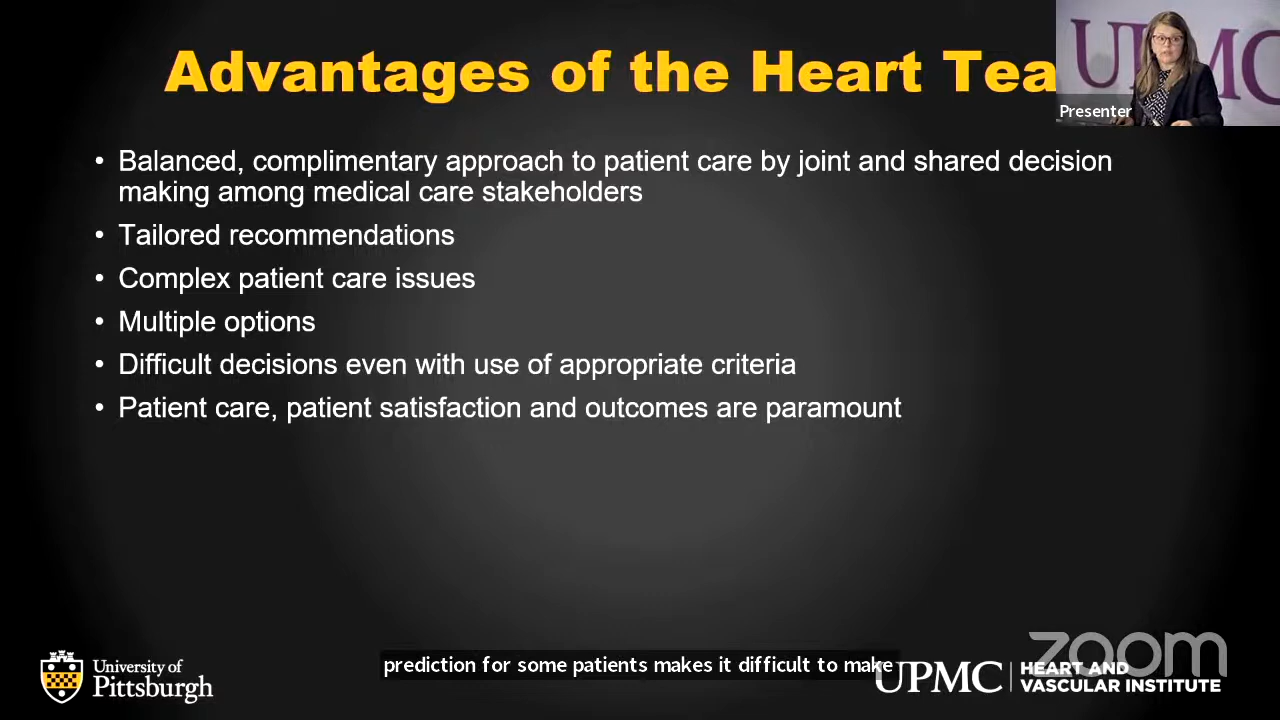 Advantages of the Heart Tea
UPMC
Presenter
• Balanced, complimentary approach to patient care by joint and shared decision
making among medical care stakeholders
• Tailored recommendations
• Complex patient care issues
• Multiple options
• Difficult decisions even with use of appropriate criteria
• Patient care, patient satisfaction and outcomes are paramount
prediction for some patients makes it difficult to make
University of
Pittsburgh
UPMC
HEART AND
VASCULAR INSTITUTE
zoom